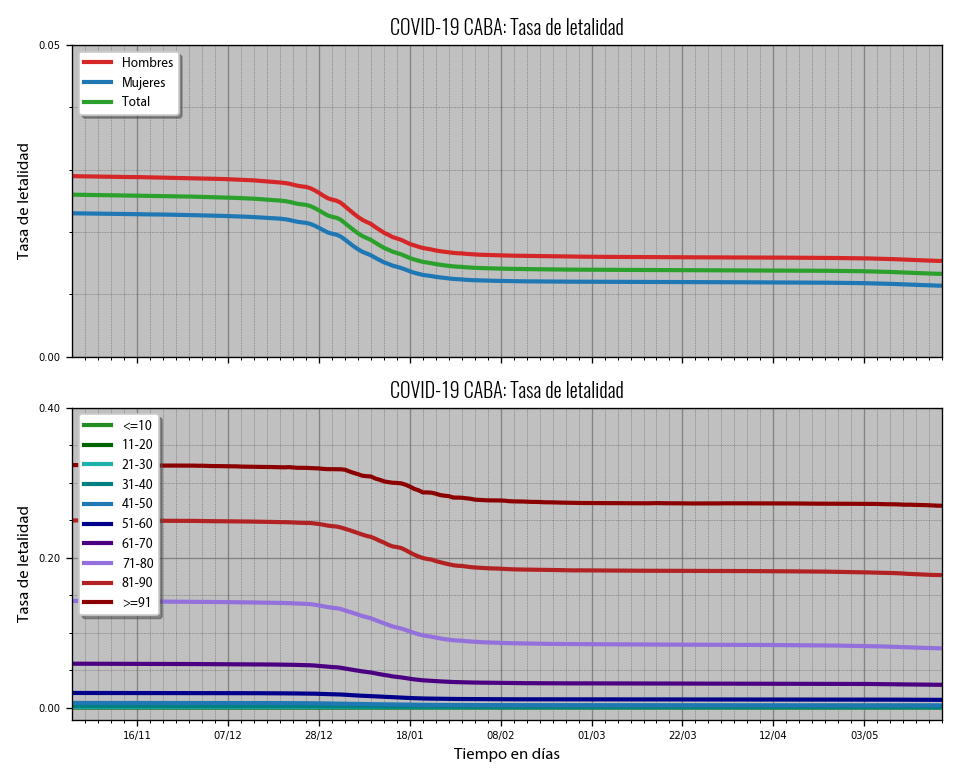 COVID-19 CABA: Tasa de letalidad
0.05
Hombres
Mujeres
Total
Tasa de letalidad
0.00
COVID-19 CABA: Tasa de letalidad
0.40
<=10
11-20
21-30
31-40
41-50
51-60
61-70
71-80
81-90
>=91
Tasa de letalidad
0.20
0.00
16/11 07/12 28/12 18/01 08/02 01/03 22/03 12/04 03/05
Tiempo en días